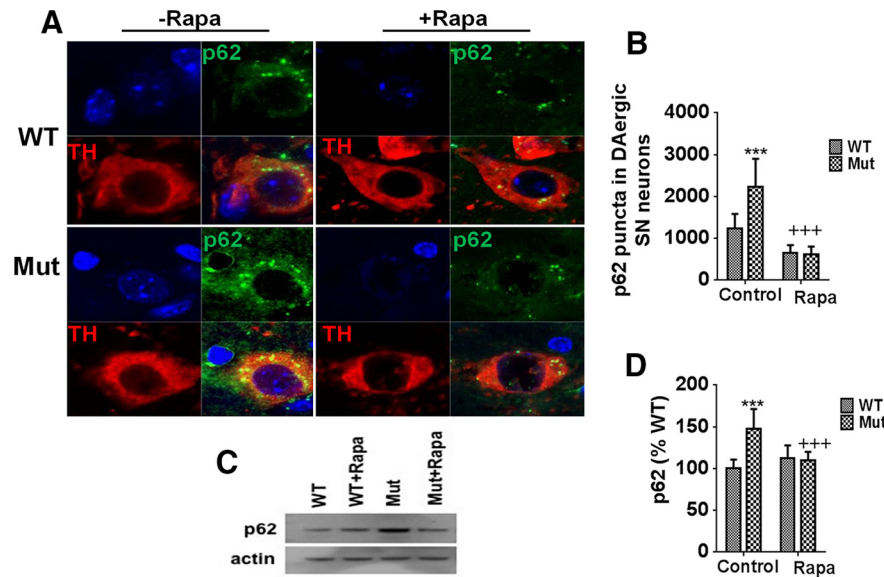 A
-Rapa
+Rapa
p62
p62
WT
TH
TH
Mut
p62
p62
TH
TH
B
p62 puncta in DAergic
SN neurons
4000
3000
2000
1000
0
***
+++
Control
Rapa
WT
Mut
C
WT
WT+Rapa
Mut
Mut+Rapa
p62
actin
D
p62 (% WT)
200
150
100
50
0
***
+++
Control
Rapa
WT
Mut